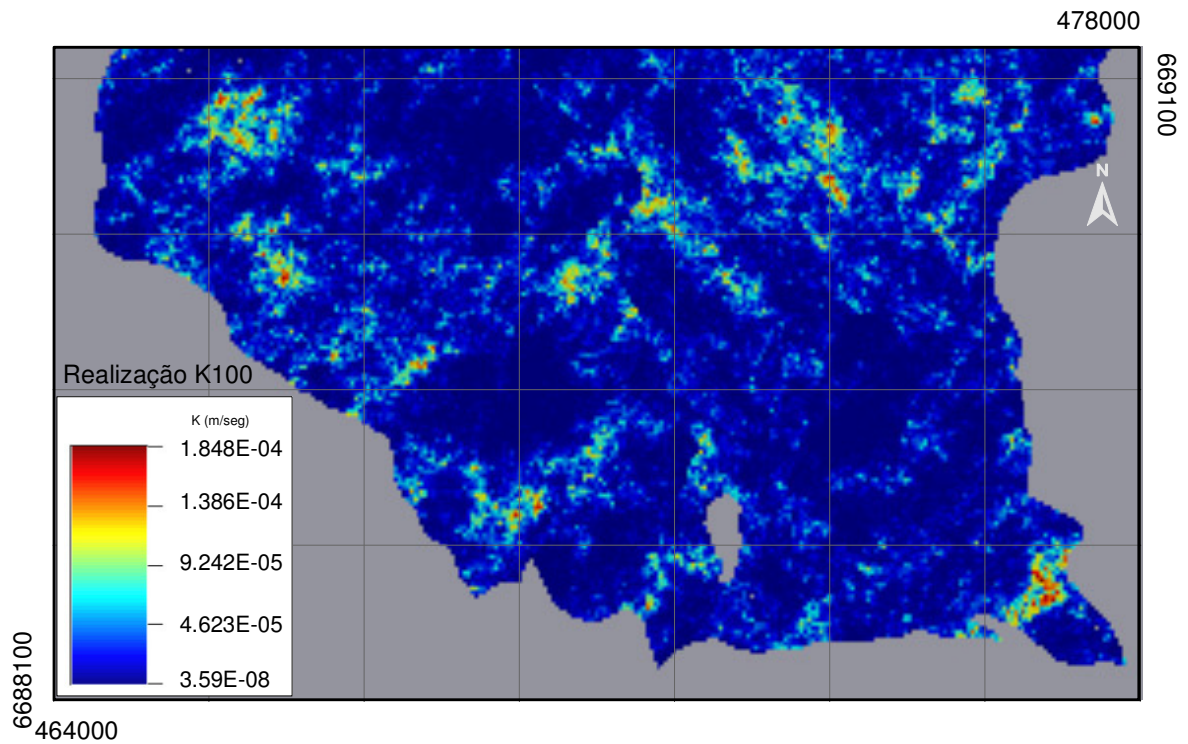 478000
669100
N
Realização K100
K (m/seg)
1.848E-04
1.386E-04
9.242E-05
4.623E-05
3.59E-08
6688100
464000